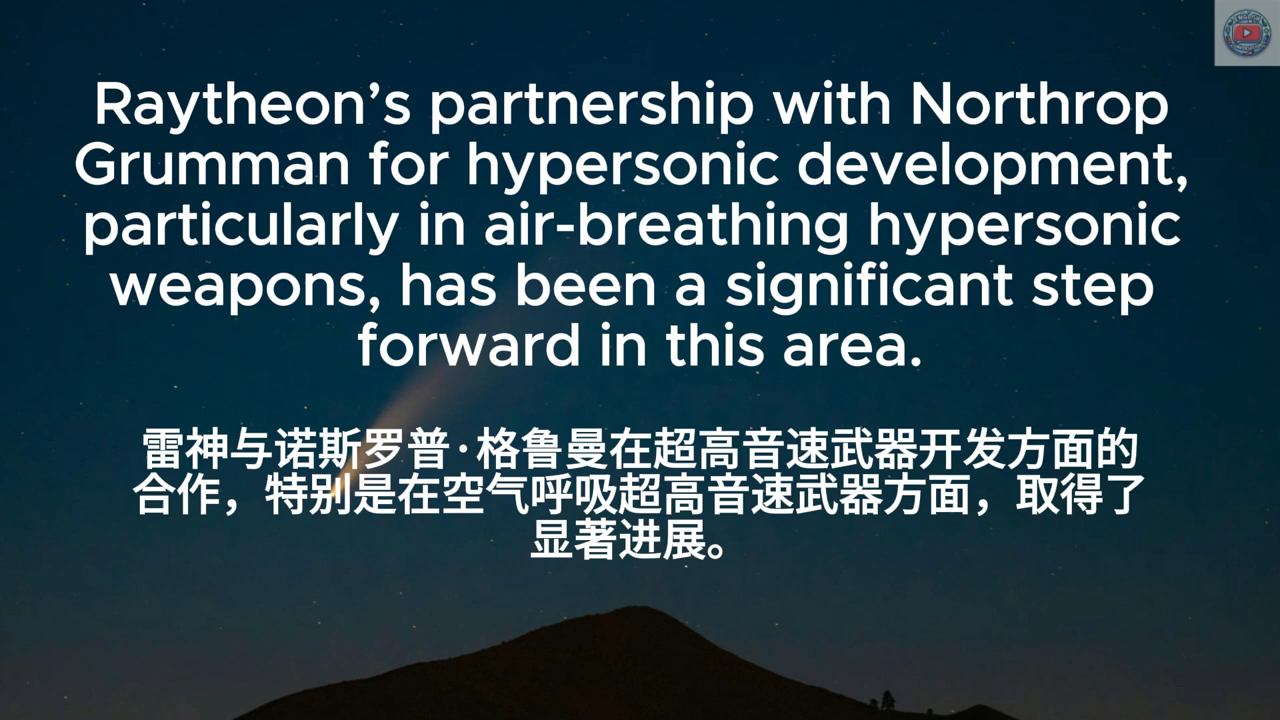 Raytheon’s partnership with Northrop
Grumman for hypersonic development,
particularly in air-breathing hypersonic
weapons, has been a significant step
forward in this area.
雷神与诺斯罗普·格鲁曼在超高音速武器开发方面的
合作，特别是在空气呼吸超高音速武器方面，取得了
显著进展。